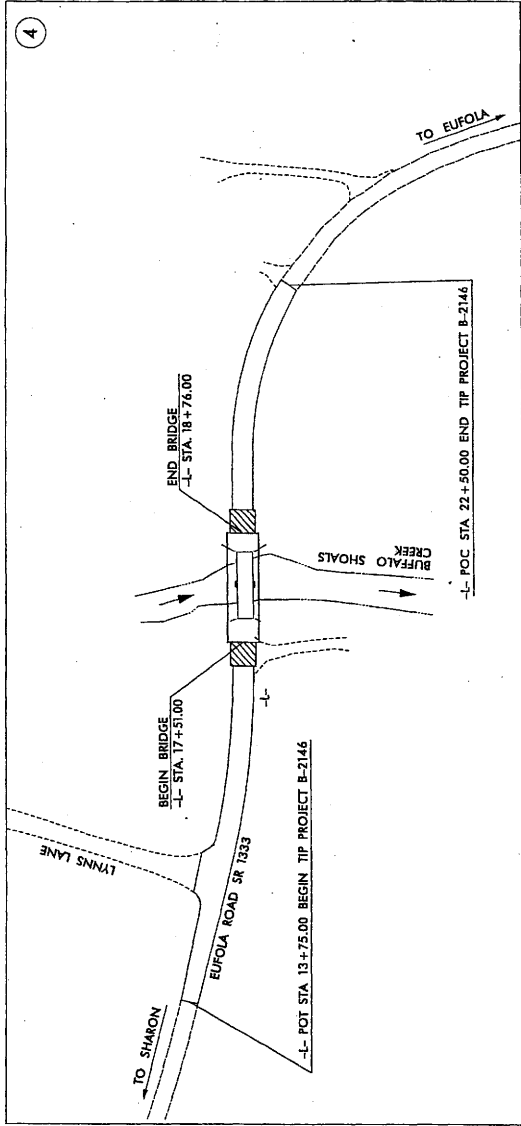 4
TO SHARON
LYNNS LANE
EUFOLA ROAD SR 1333
-L- POT STA 13+75.00 BEGIN TIP PROJECT B-2146
BEGIN BRIDGE
-L- STA. 17+51.00
-L-
END BRIDGE
-L- STA. 18+76.00
BUFFALO SHOALS
CREEK
-L- POC STA 22+50.00 END TIP PROJECT B-2146
TO EUFOLA